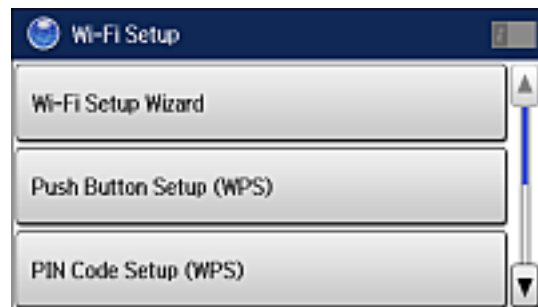 Wi-Fi Setup
Wi-Fi Setup Wizard
Push Button Setup (WPS)
PIN Code Setup (WPS)